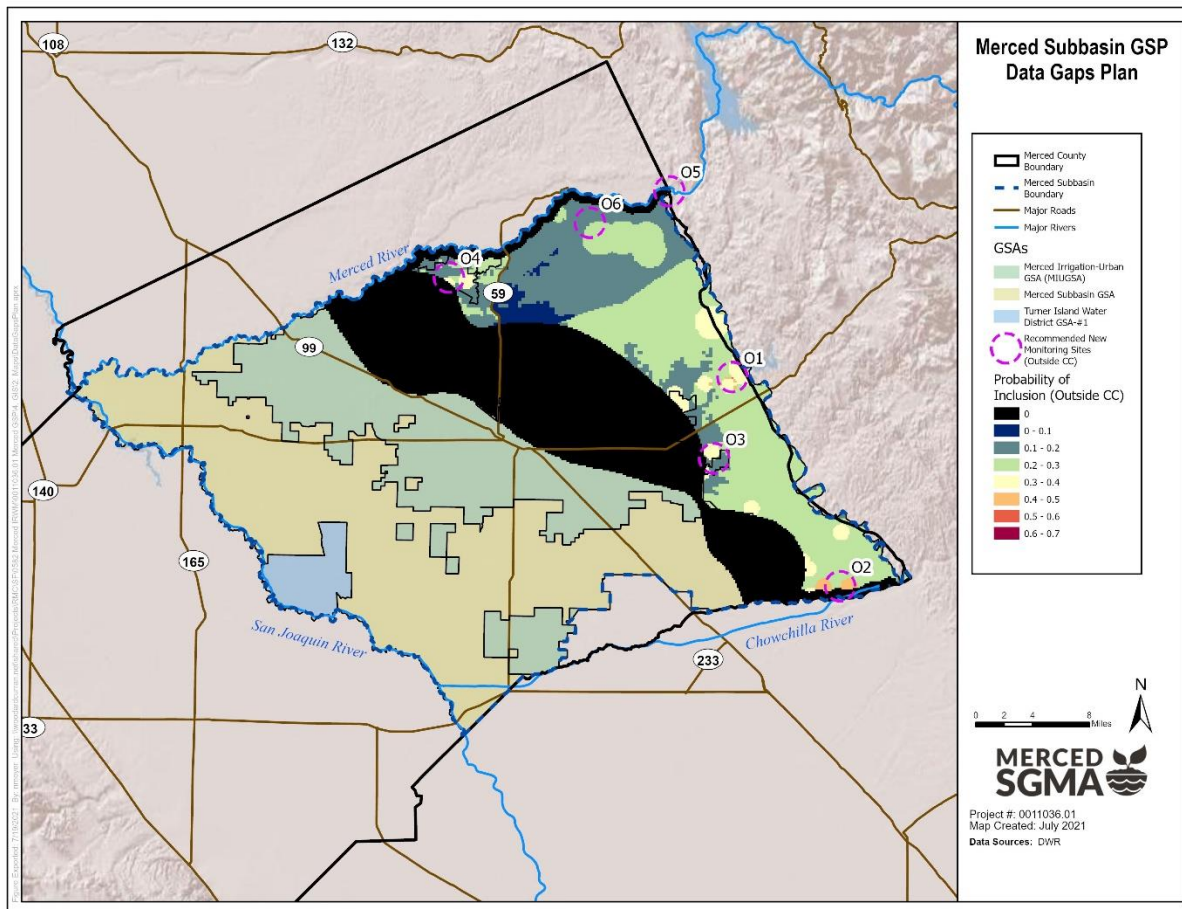 Merced Subbasin GSP
Data Gaps Plan
Merced County
Boundary
Merced Subbasin
Boundary
Major Roads
Major Rivers
GSAs
Merced Irrigation-Urban
GSA (MIUGSA)
Merced Subbasin GSA
Turner Island Water
District GSA-#1
Recommended New
Monitoring Sites
(Outside CC)
Probability of
Inclusion (Outside CC)
0
0 - 0.1
0.1 - 0.2
0.2 - 0.3
0.3 - 0.4
0.4 - 0.5
0.5 - 0.6
0.6 - 0.7
N
0 2 4 8
Miles
MERCED
SGMA
Project #: 0011036.01
Map Created: July 2021
Data Sources: DWR
108
132
O5
O6
Merced River
O4
59
99
O1
O3
140
165
O2
San Joaquin River
Chowchilla River
233
33